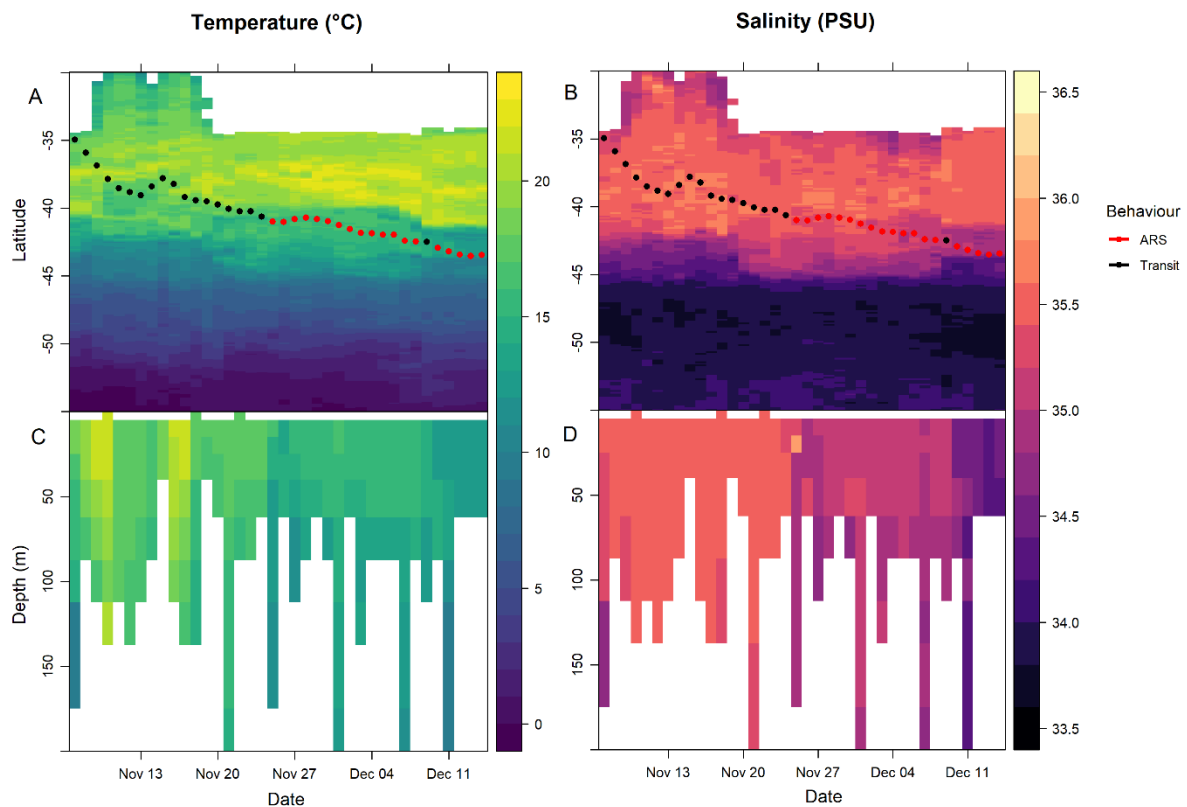 Temperature (°C)
Salinity (PSU)
A
B
-35
-40
-45
-50
Latitude
20
15
10
5
0
36.5
36.0
35.5
35.0
34.5
34.0
33.5
Behaviour
ARS
Transit
C
D
50
100
150
Depth (m)
Nov 13
Nov 20
Nov 27
Dec 04
Dec 11
Date
Nov 13
Nov 20
Nov 27
Dec 04
Dec 11
Date
-35
-40
-45
-50
Latitude
50
100
150
Depth (m)